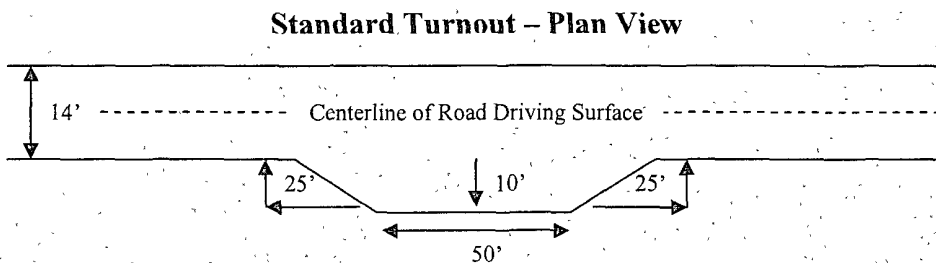 Standard Turnout – Plan View
14'
Centerline of Road Driving Surface
25'
10'
25'
50'